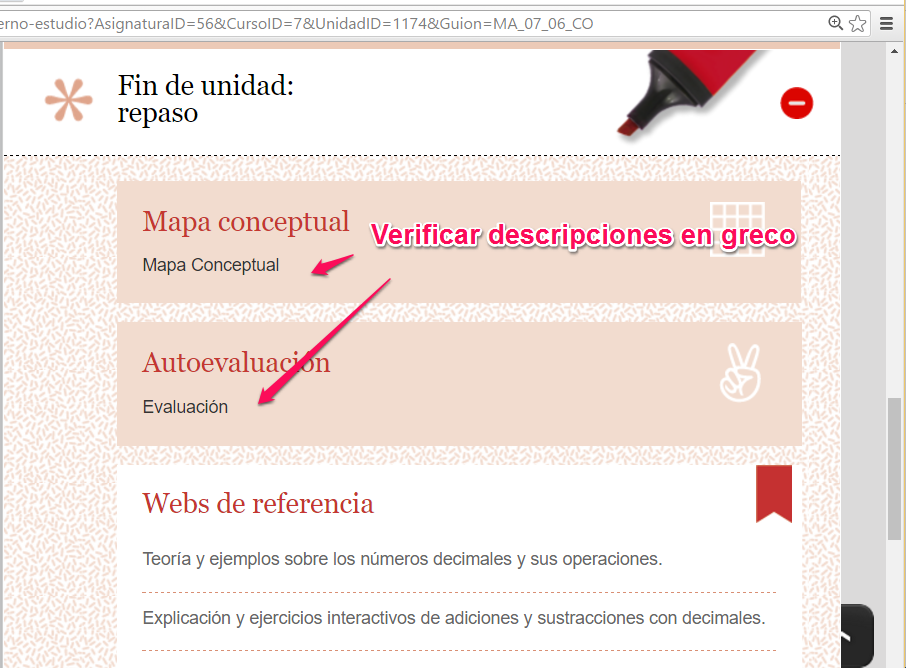 erno-estudio?AsignaturaID=56&CursoID=7&UnidadID=1174&Guion=MA_07_06_CO
Fin de unidad:
repaso
Mapa conceptual
Verificar descripciones en greco
Mapa Conceptual
Autoevaluación
Evaluación
Webs de referencia
Teoría y ejemplos sobre los números decimales y sus operaciones.
Explicación y ejercicios interactivos de adiciones y sustracciones con decimales.